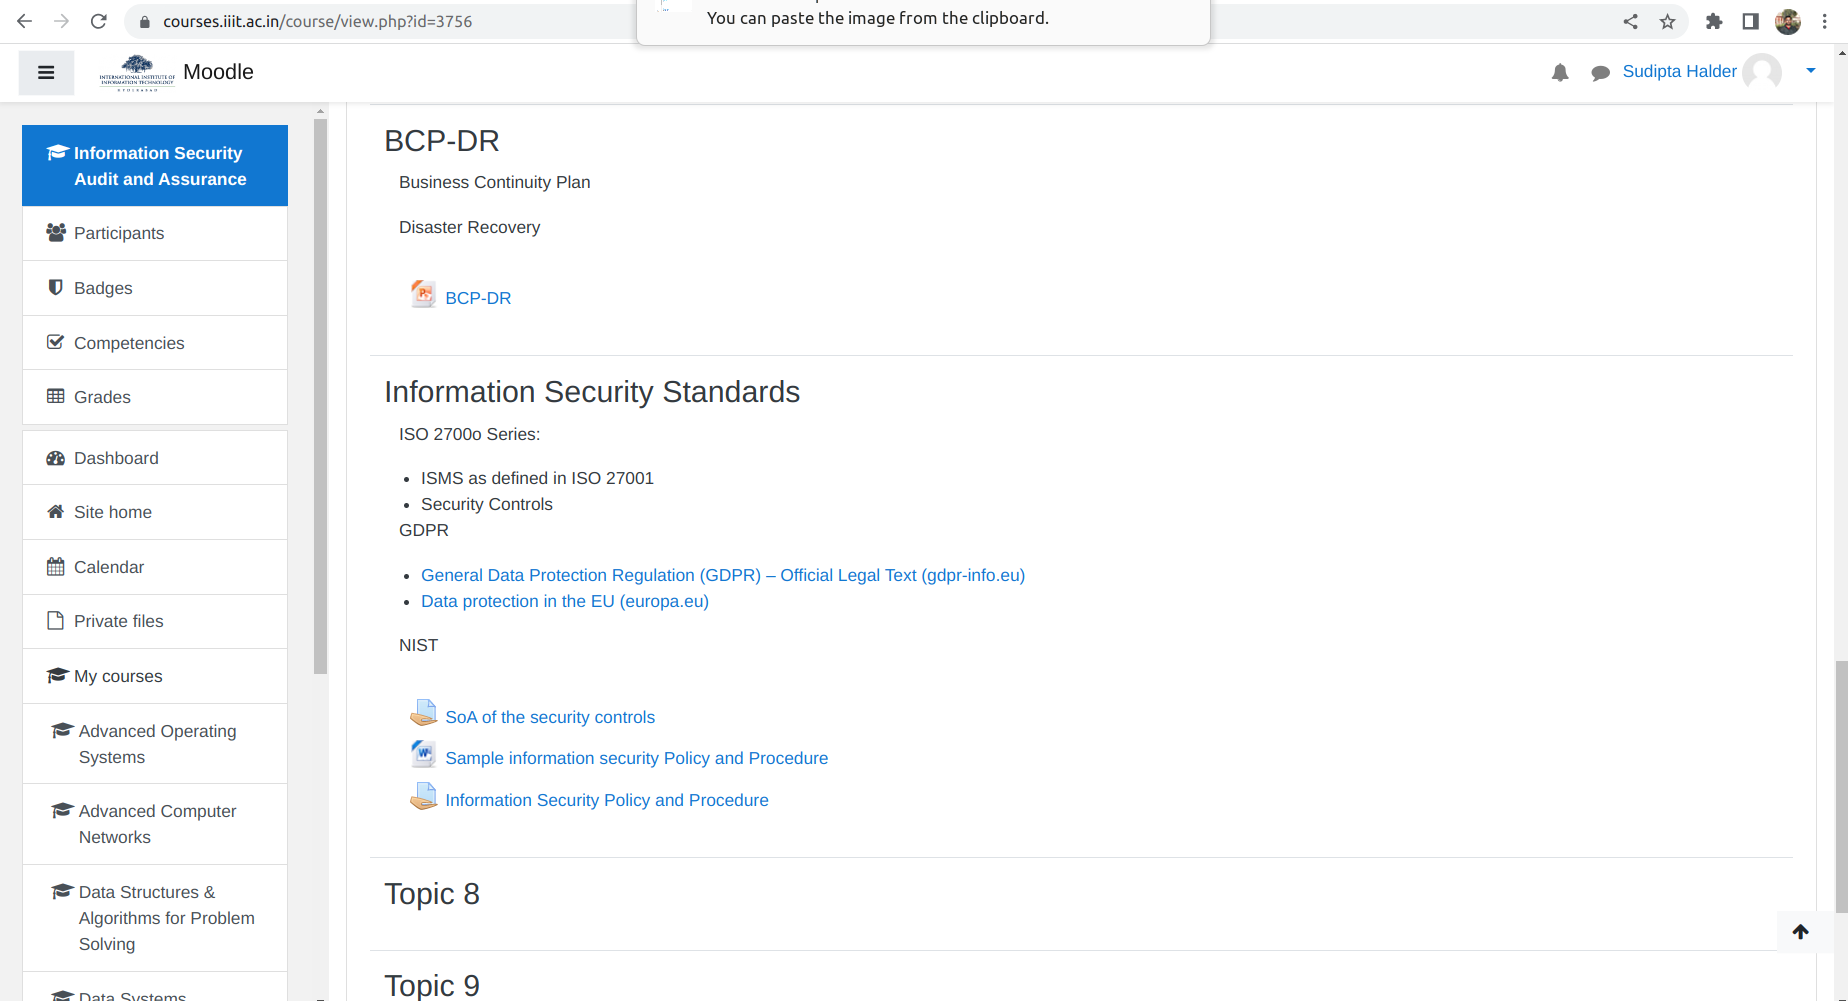 You can paste the image from the clipboard.
courses.iiit.ac.in/course/view.php?id=3756
INTERNATIONAL INSTITUTE OF
INFORMATION TECHNOLOGY
HYDERABAD
Moodle
Sudipta Halder
Information Security
Audit and Assurance
Participants
Badges
Competencies
Grades
Dashboard
Site home
Calendar
Private files
My courses
Advanced Operating
Systems
Advanced Computer
Networks
Data Structures &
Algorithms for Problem
Solving
Data Systems
BCP-DR
Business Continuity Plan
Disaster Recovery
BCP-DR
Information Security Standards
ISO 2700o Series:
• ISMS as defined in ISO 27001
• Security Controls
GDPR
• General Data Protection Regulation (GDPR) – Official Legal Text (gdpr-info.eu)
• Data protection in the EU (europa.eu)
NIST
SoA of the security controls
Sample information security Policy and Procedure
Information Security Policy and Procedure
Topic 8
Topic 9